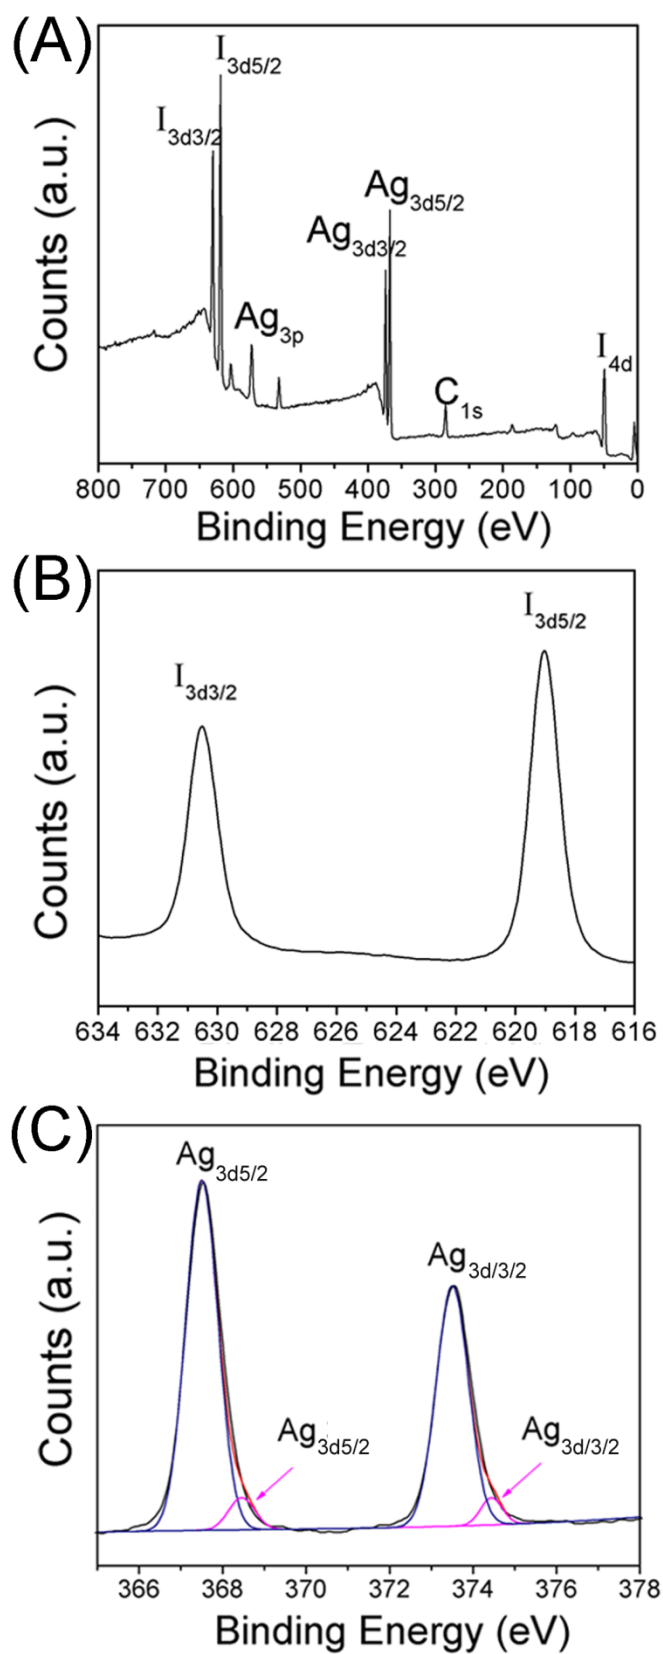 (A)
I3d5/2
I3d3/2
Ag3d5/2
Ag3d3/2
Ag3p
I4d
C1s
Counts (a.u.)
800 700 600 500 400 300 200 100 0
Binding Energy (eV)
(B)
I3d5/2
I3d3/2
Counts (a.u.)
634 632 630 628 626 624 622 620 618 616
Binding Energy (eV)
(C)
Ag3d5/2
Ag3d/3/2
Ag3d5/2
Ag3d/3/2
Counts (a.u.)
366 368 370 372 374 376 378
Binding Energy (eV)